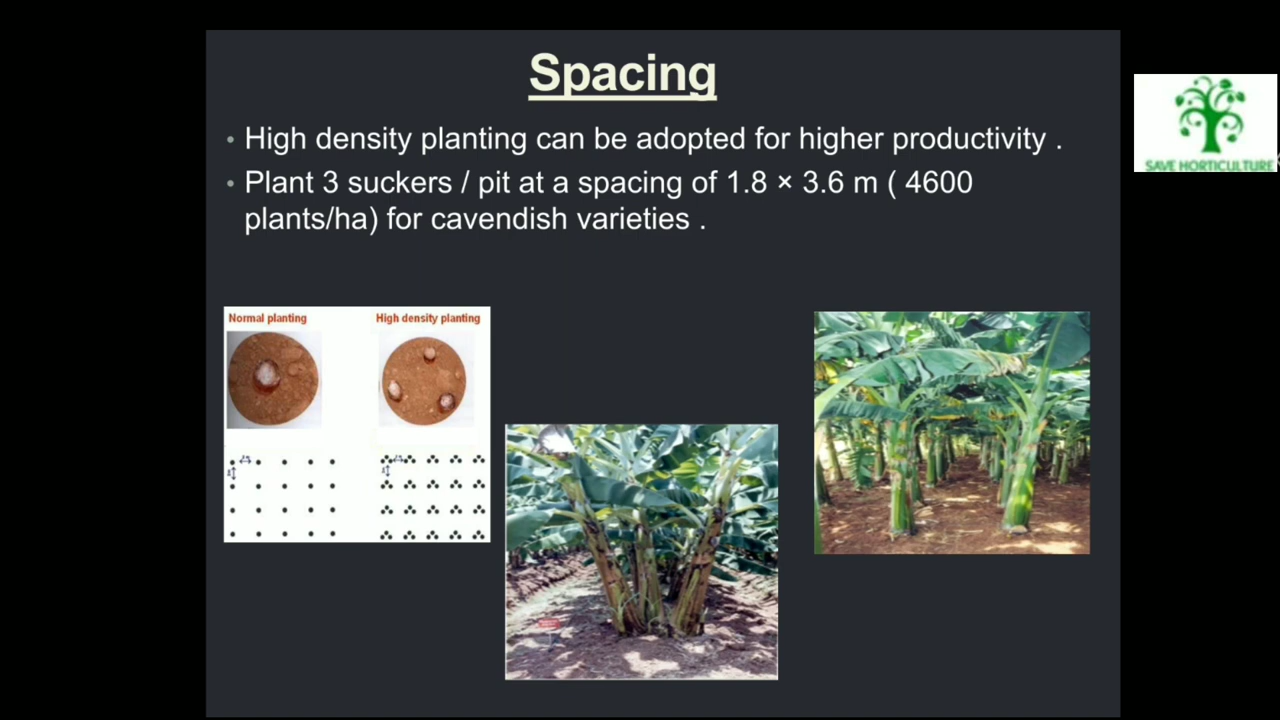 Spacing
• High density planting can be adopted for higher productivity .
• Plant 3 suckers / pit at a spacing of 1.8 × 3.6 m ( 4600
plants/ha) for cavendish varieties .
SAVE HORTICULTURE
Normal planting
High density planting